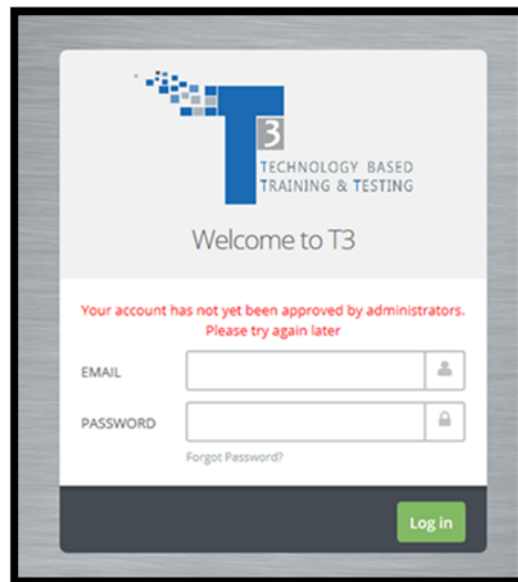 3
TECHNOLOGY BASED
TRAINING & TESTING
Welcome to T3
Your account has not yet been approved by administrators.
Please try again later
EMAIL
PASSWORD
Forgot Password?
Log in